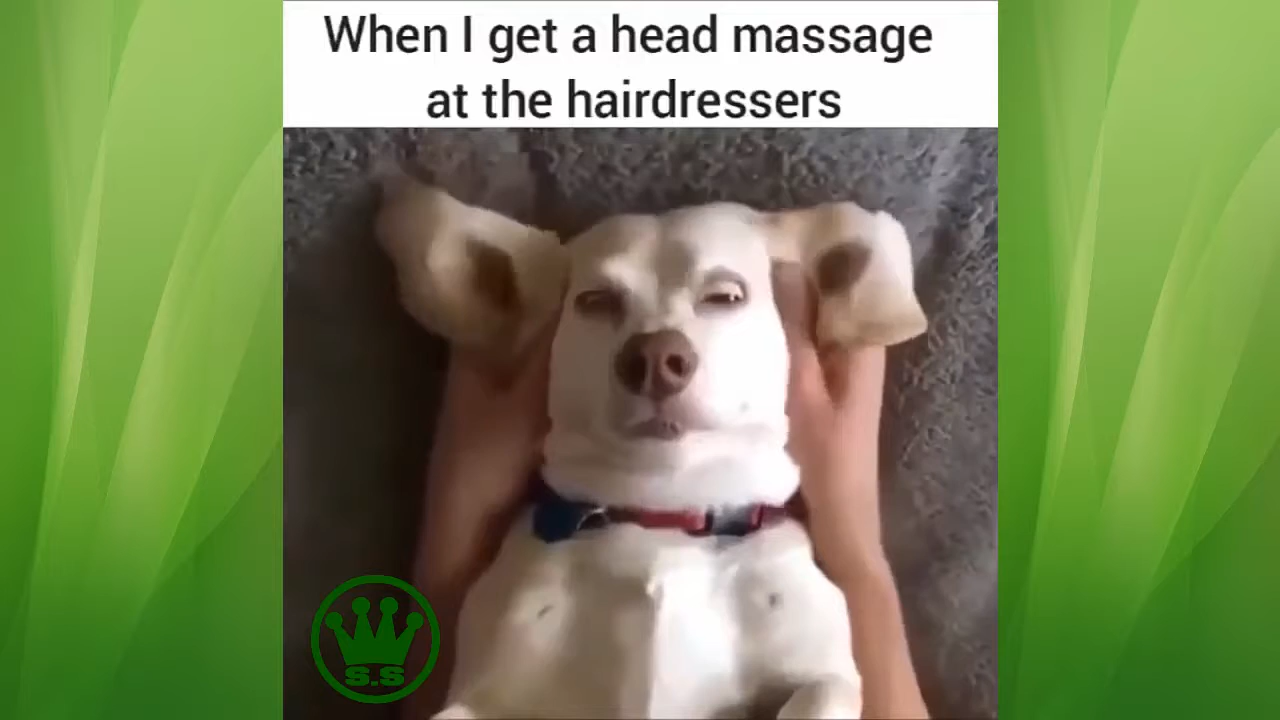 When I get a head massage
at the hairdressers
S.S